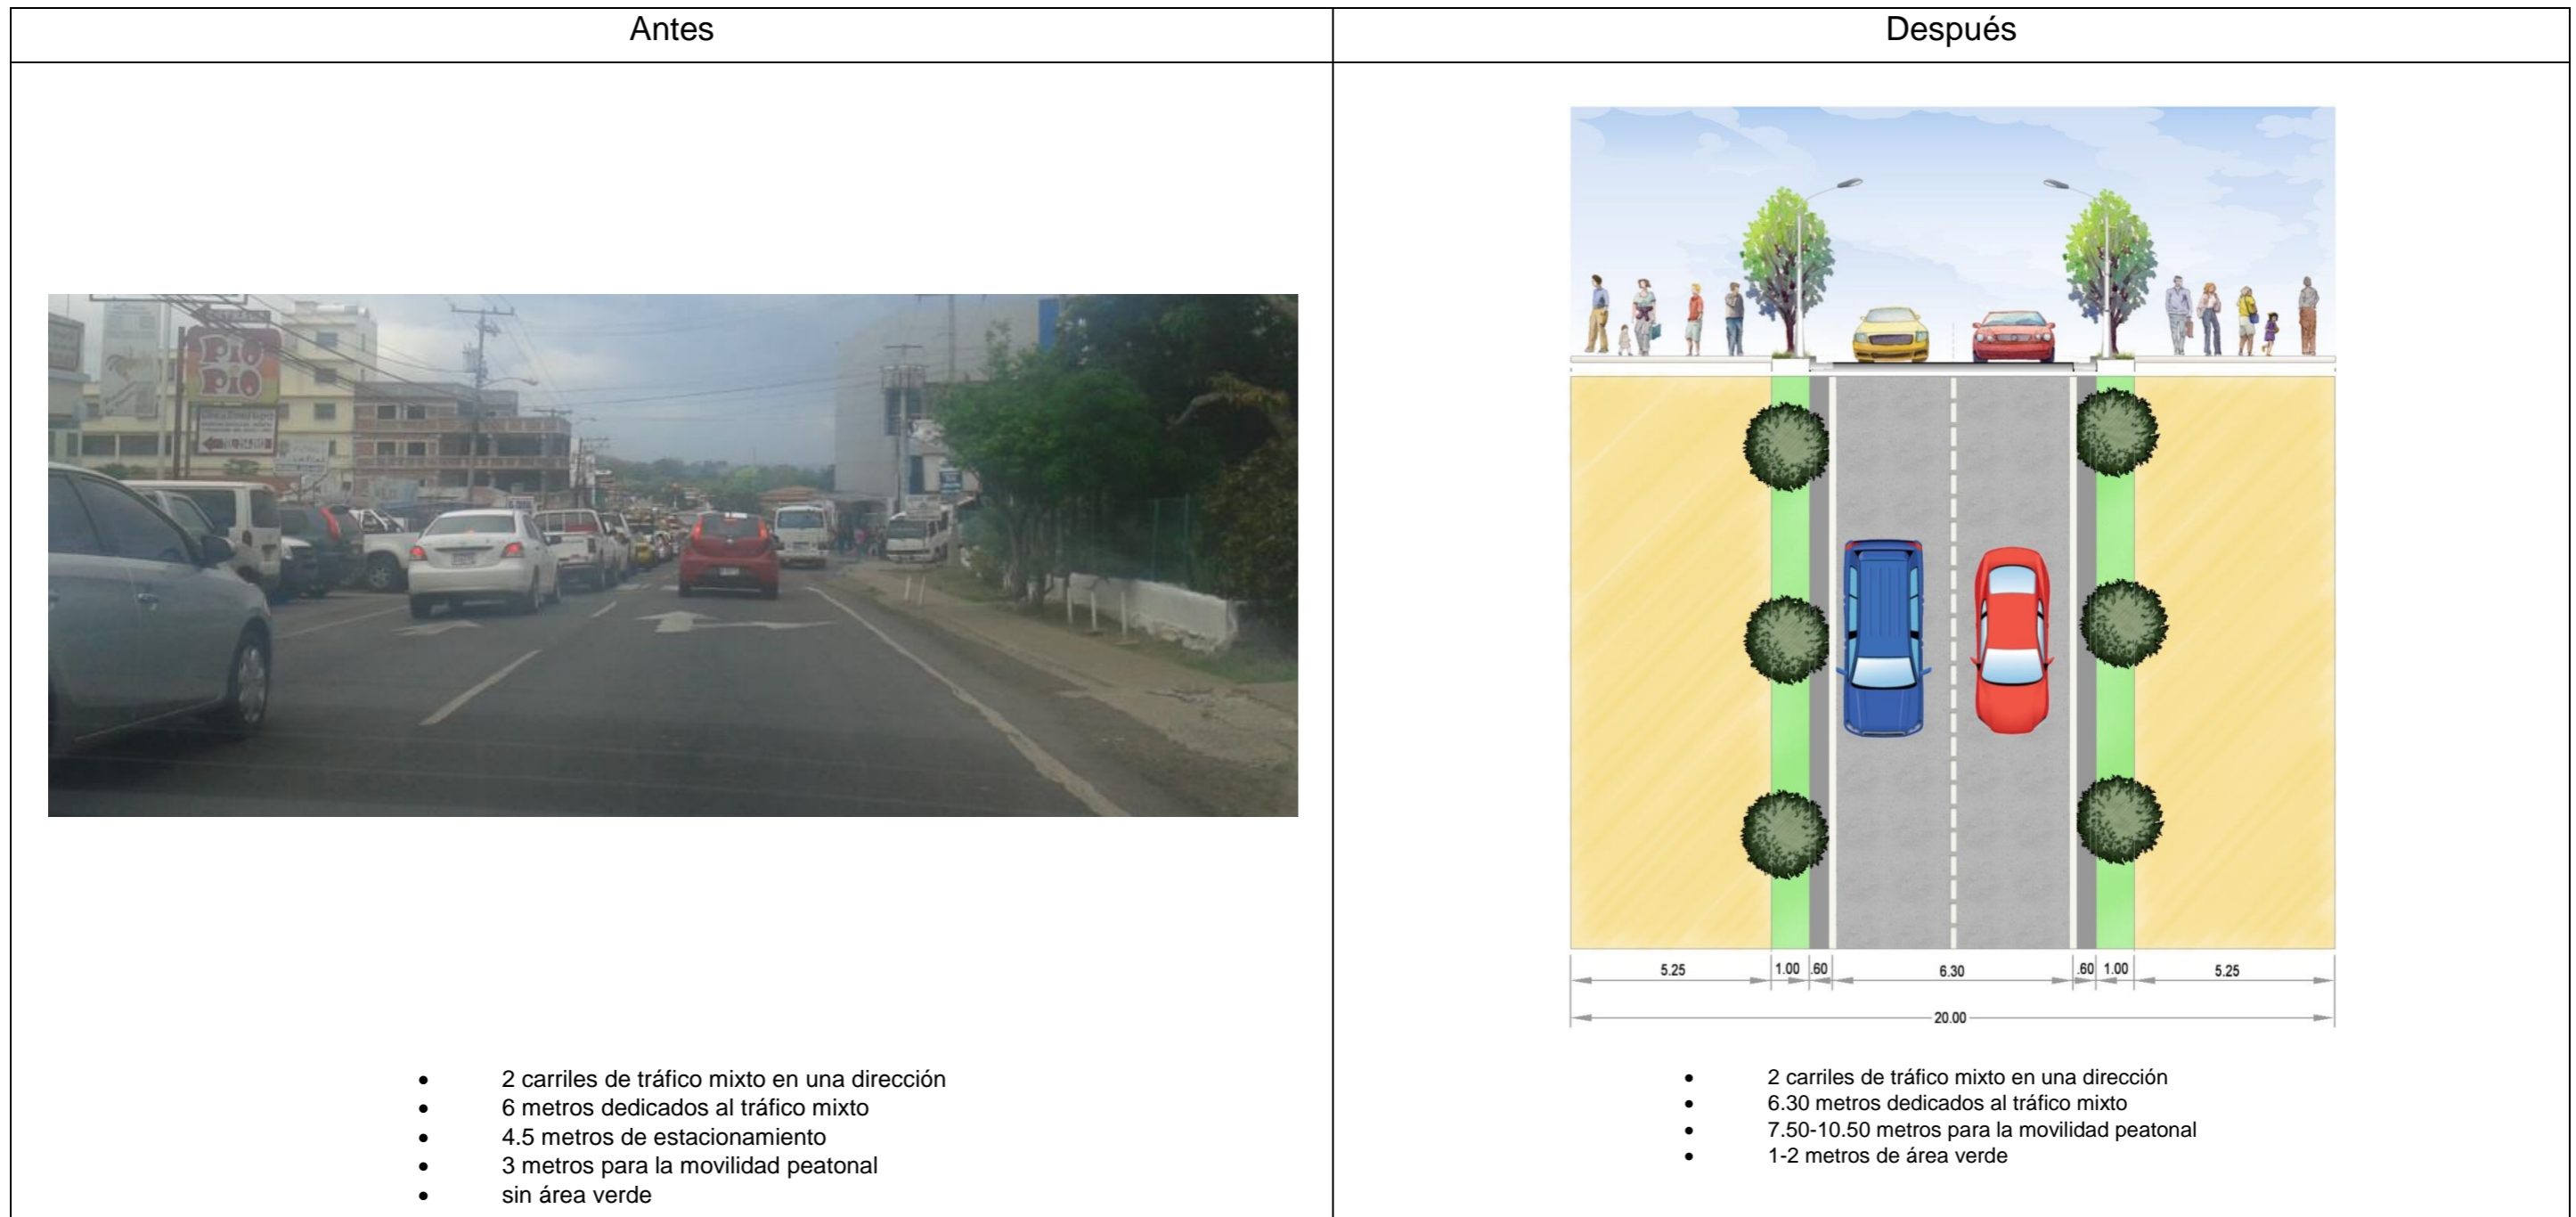 Antes
Después
PIO
PIO
2 carriles de tráfico mixto en una dirección
6 metros dedicados al tráfico mixto
4.5 metros de estacionamiento
3 metros para la movilidad peatonal
sin área verde
5.25 1.00 .60 6.30 .60 1.00 5.25
20.00
2 carriles de tráfico mixto en una dirección
6.30 metros dedicados al tráfico mixto
7.50-10.50 metros para la movilidad peatonal
1-2 metros de área verde